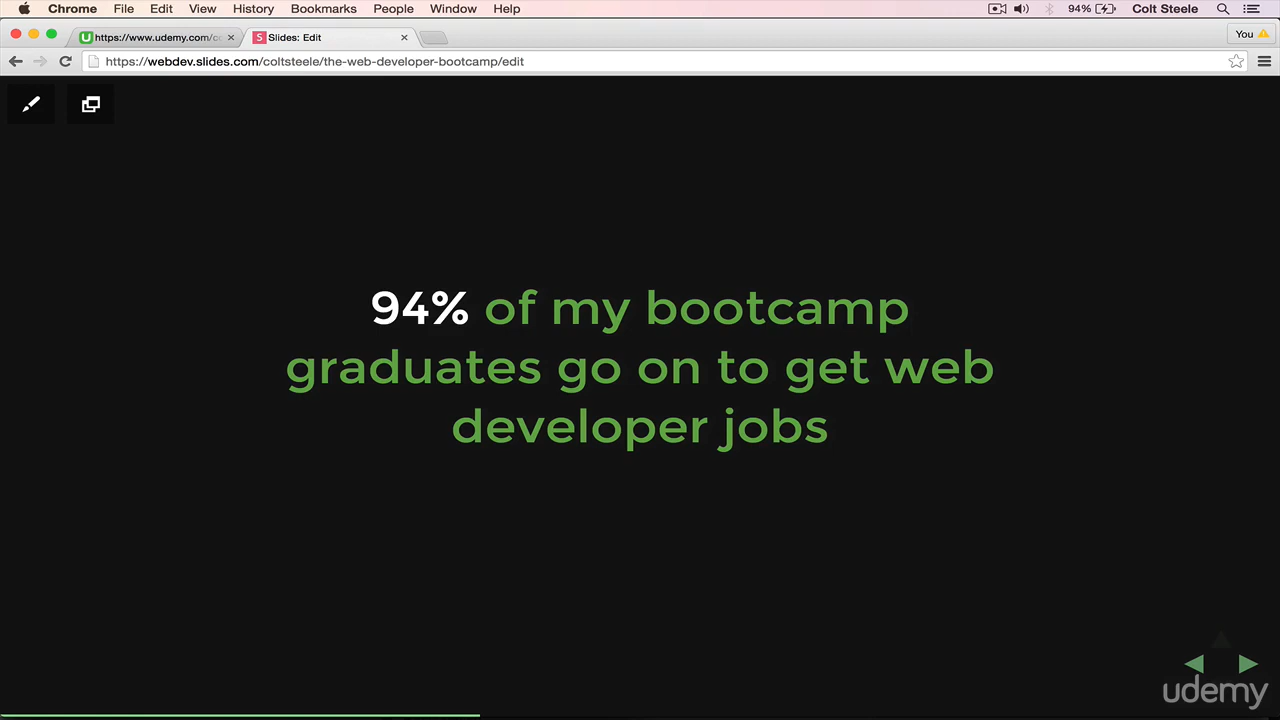 Chrome File Edit View History Bookmarks People Window Help 94% Colt Steele
https://www.udemy.com/cc Slides: Edit You
https://webdev.slides.com/coltsteele/the-web-developer-bootcamp/edit
94% of my bootcamp
graduates go on to get web
developer jobs
udemy